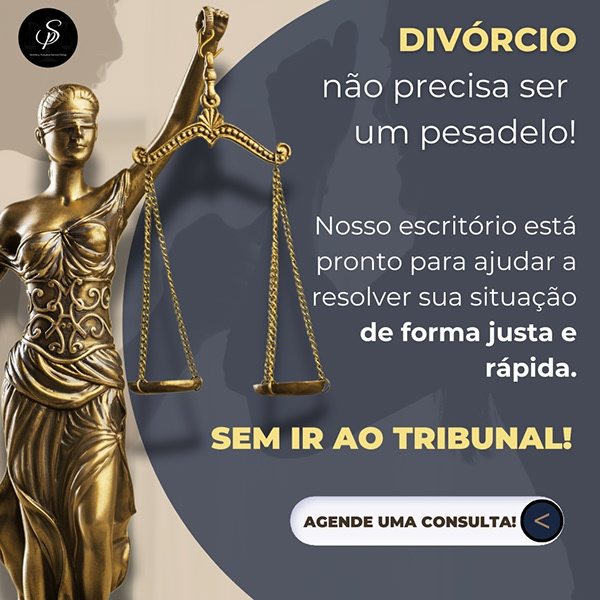 SP
DIVÓRCIO
não precisa ser
um pesadelo!
Nosso escritório está
pronto para ajudar a
resolver sua situação
de forma justa e
rápida.
SEM IR AO TRIBUNAL!
AGENDE UMA CONSULTA! <